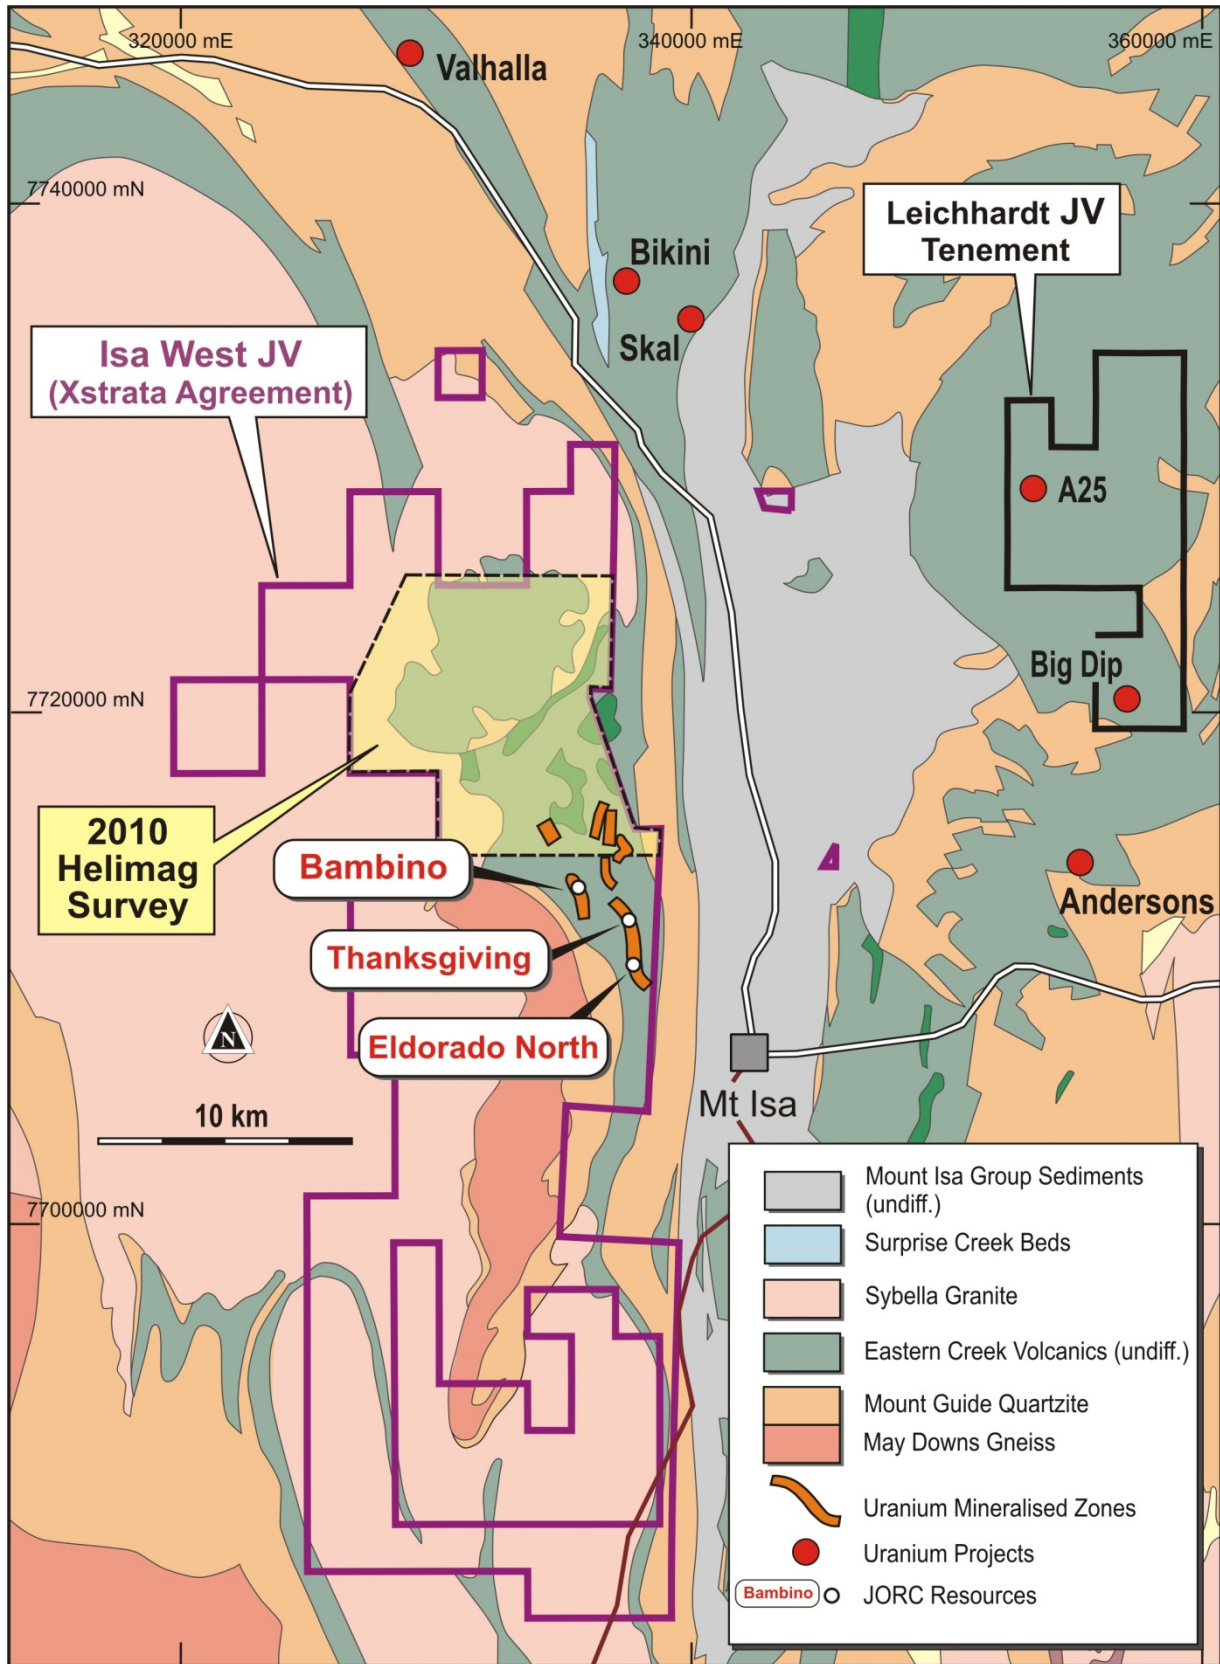 320000 mE
340000 mE
360000 mE
Valhalla
7740000 mN
Leichhardt JV
Tenement
Bikini
Skal
Isa West JV
(Xstrata Agreement)
A25
Big Dip
7720000 mN
2010
Helimag
Survey
Bambino
Andersons
Thanksgiving
N
Eldorado North
10 km
Mt Isa
7700000 mN
Mount Isa Group Sediments
(undiff.)
Surprise Creek Beds
Sybella Granite
Eastern Creek Volcanics (undiff.)
Mount Guide Quartzite
May Downs Gneiss
Uranium Mineralised Zones
Uranium Projects
Bambino JORC Resources